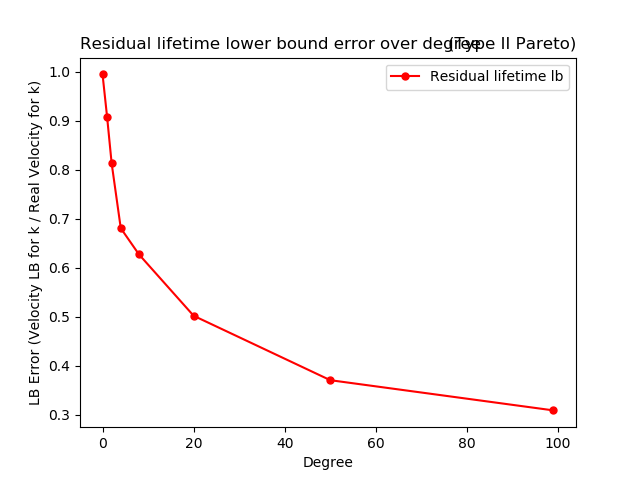 Residual lifetime lower bound error over degree
(Type II Pareto)
Residual lifetime lb
LB Error (Velocity LB for k / Real Velocity for k)
1.0
0.9
0.8
0.7
0.6
0.5
0.4
0.3
0 20 40 60 80 100
Degree